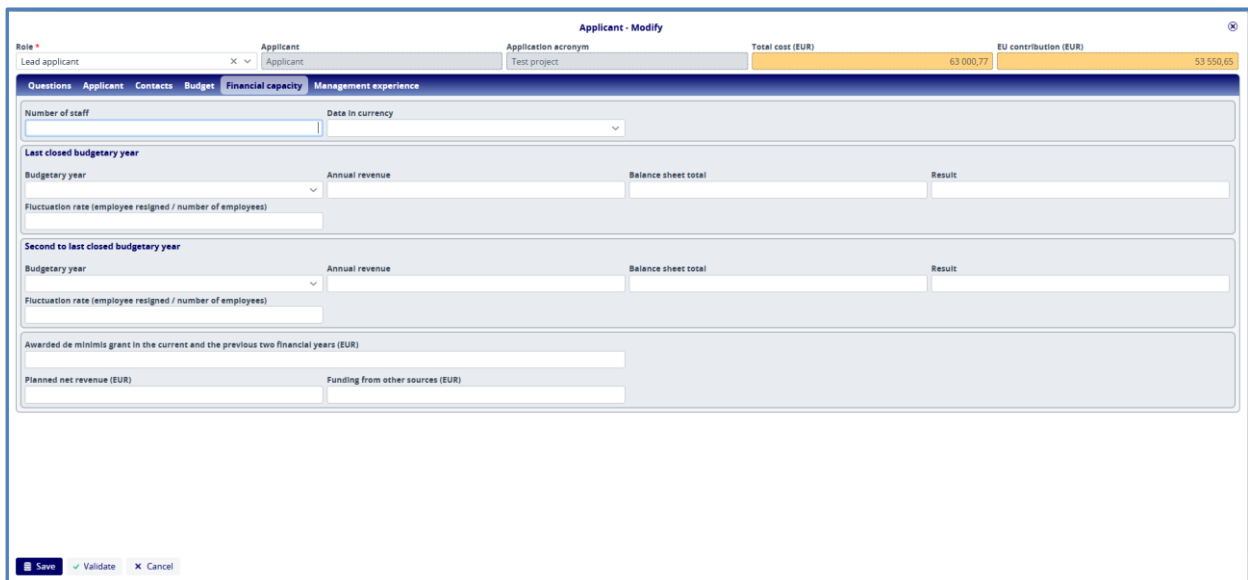 Applicant - Modify
Role * Applicant Application acronym Total cost (EUR) EU contribution (EUR)
Lead applicant Applicant Test project 63 000,77 53 550,65
Questions Applicant Contacts Budget Financial capacity Management experience
Number of staff Data in currency
Last closed budgetary year
Budgetary year Annual revenue Balance sheet total Result
Fluctuation rate (employee resigned / number of employees)
Second to last closed budgetary year
Budgetary year Annual revenue Balance sheet total Result
Fluctuation rate (employee resigned / number of employees)
Awarded de minimis grant in the current and the previous two financial years (EUR)
Planned net revenue (EUR) Funding from other sources (EUR)
Save Validate Cancel